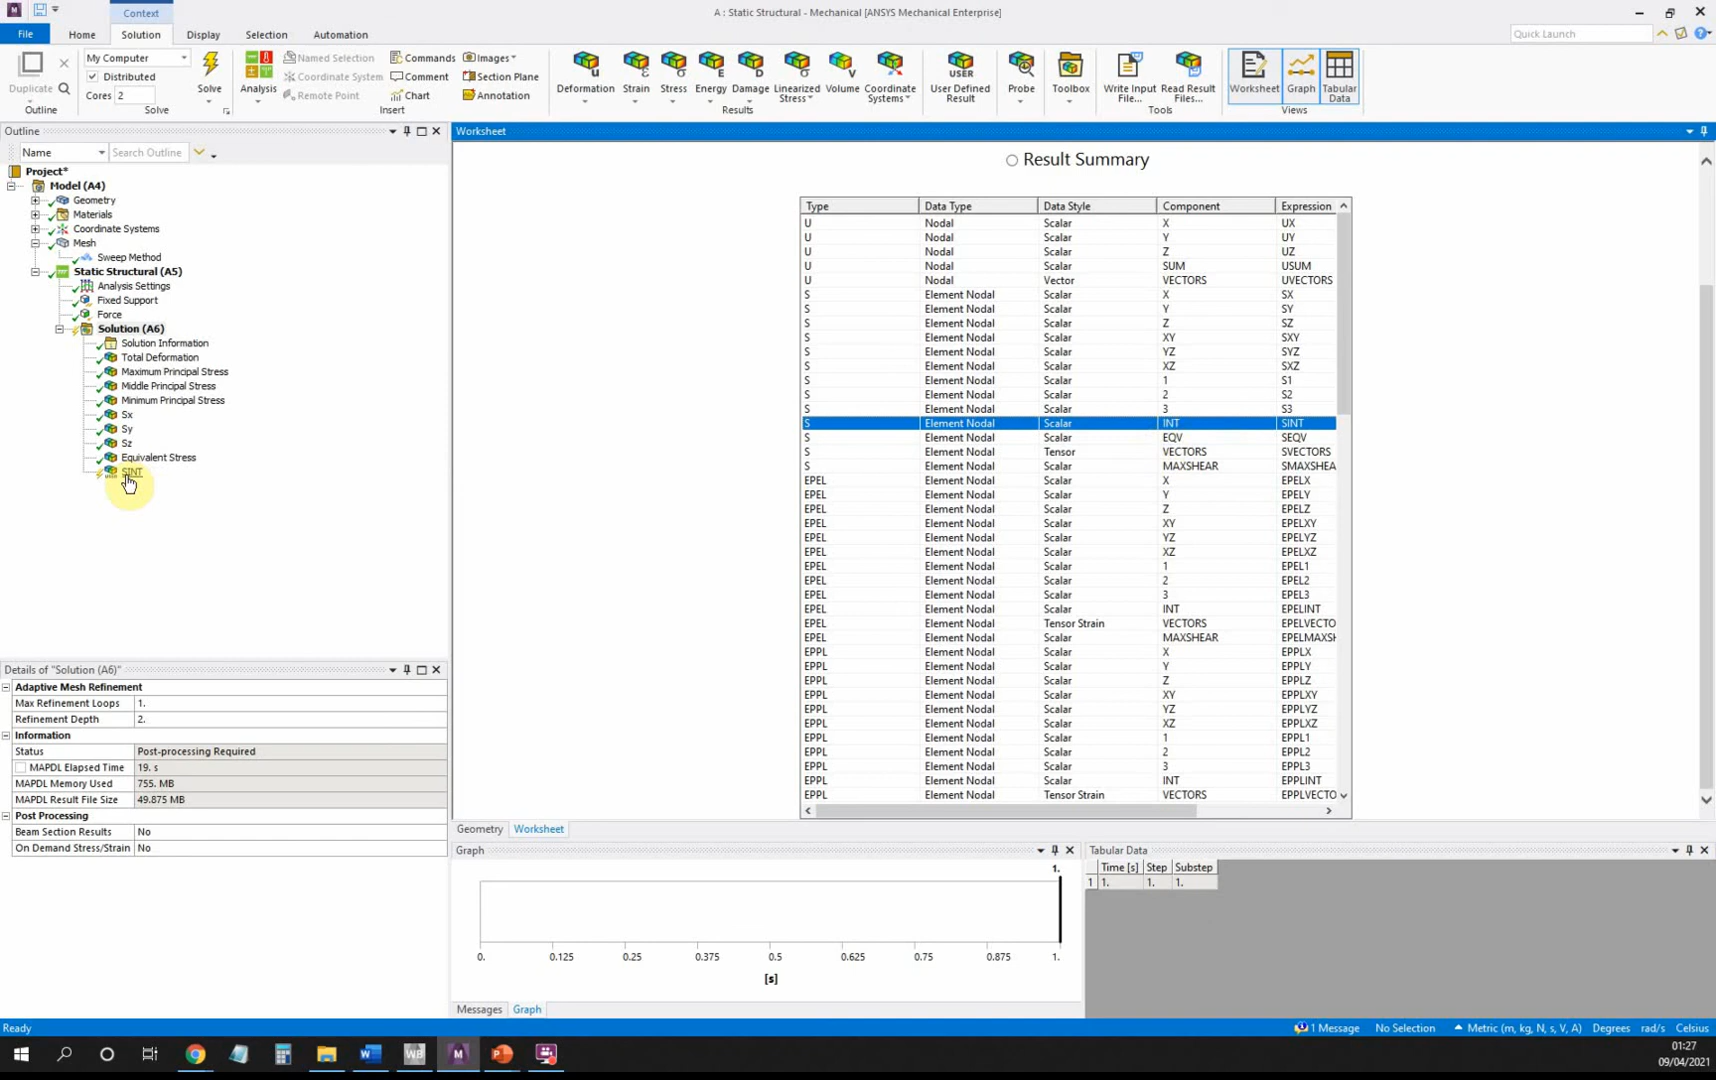 Context
A : Static Structural - Mechanical [ANSYS Mechanical Enterprise]
File Home Solution Display Selection Automation
Quick Launch
Duplicate
Outline
My Computer
Distributed
Cores 2
Solve
Solve
Analysis
Named Selection
Coordinate System
Remote Point
Commands
Comment
Chart
Images
Section Plane
Annotation
Insert
Deformation Strain Stress Energy Damage Linearized Stress Volume Coordinate Systems
Results
User Defined Result
Probe Toolbox
Write Input File... Read Result Files...
Tools
Worksheet Graph Tabular Data
Views
Outline
Name Search Outline
Project*
Model (A4)
Geometry
Materials
Coordinate Systems
Mesh
Sweep Method
Static Structural (A5)
Analysis Settings
Fixed Support
Force
Solution (A6)
Solution Information
Total Deformation
Maximum Principal Stress
Middle Principal Stress
Minimum Principal Stress
Sx
Sy
Sz
Equivalent Stress
SINT
Details of "Solution (A6)"
Adaptive Mesh Refinement
Max Refinement Loops 1.
Refinement Depth 2.
Information
Status Post-processing Required
MAPDL Elapsed Time 19. s
MAPDL Memory Used 755. MB
MAPDL Result File Size 49.875 MB
Post Processing
Beam Section Results No
On Demand Stress/Strain No
Worksheet
Result Summary
Type Data Type Data Style Component Expression
U Nodal Scalar X UX
U Nodal Scalar Y UY
U Nodal Scalar Z UZ
U Nodal Scalar SUM USUM
U Nodal Vector VECTORS UVECTORS
S Element Nodal Scalar X SX
S Element Nodal Scalar Y SY
S Element Nodal Scalar Z SZ
S Element Nodal Scalar XY SXY
S Element Nodal Scalar YZ SYZ
S Element Nodal Scalar XZ SXZ
S Element Nodal Scalar 1 S1
S Element Nodal Scalar 2 S2
S Element Nodal Scalar 3 S3
S Element Nodal Scalar INT SINT
S Element Nodal Scalar EQV SEQV
S Element Nodal Tensor VECTORS SVECTORS
S Element Nodal Scalar MAXSHEAR SMAXSHEA
EPEL Element Nodal Scalar X EPELX
EPEL Element Nodal Scalar Y EPELY
EPEL Element Nodal Scalar Z EPELZ
EPEL Element Nodal Scalar XY EPELXY
EPEL Element Nodal Scalar YZ EPELYZ
EPEL Element Nodal Scalar XZ EPELXZ
EPEL Element Nodal Scalar 1 EPEL1
EPEL Element Nodal Scalar 2 EPEL2
EPEL Element Nodal Scalar 3 EPEL3
EPEL Element Nodal Scalar INT EPELINT
EPEL Element Nodal Tensor Strain VECTORS EPELVECTO
EPEL Element Nodal Scalar MAXSHEAR EPELMAXSH
EPPL Element Nodal Scalar X EPPLX
EPPL Element Nodal Scalar Y EPPLY
EPPL Element Nodal Scalar Z EPPLZ
EPPL Element Nodal Scalar XY EPPLXY
EPPL Element Nodal Scalar YZ EPPLYZ
EPPL Element Nodal Scalar XZ EPPLXZ
EPPL Element Nodal Scalar 1 EPPL1
EPPL Element Nodal Scalar 2 EPPL2
EPPL Element Nodal Scalar 3 EPPL3
EPPL Element Nodal Scalar INT EPPLINT
EPPL Element Nodal Tensor Strain VECTORS EPPLVECTO
Geometry Worksheet
Graph
1.
0. 0.125 0.25 0.375 0.5 0.625 0.75 0.875 1.
[s]
Messages Graph
Tabular Data
Time [s] Step Substep
1 1. 1. 1.
Ready
1 Message No Selection Metric (m, kg, N, s, V, A) Degrees rad/s Celsius
01:27
09/04/2021